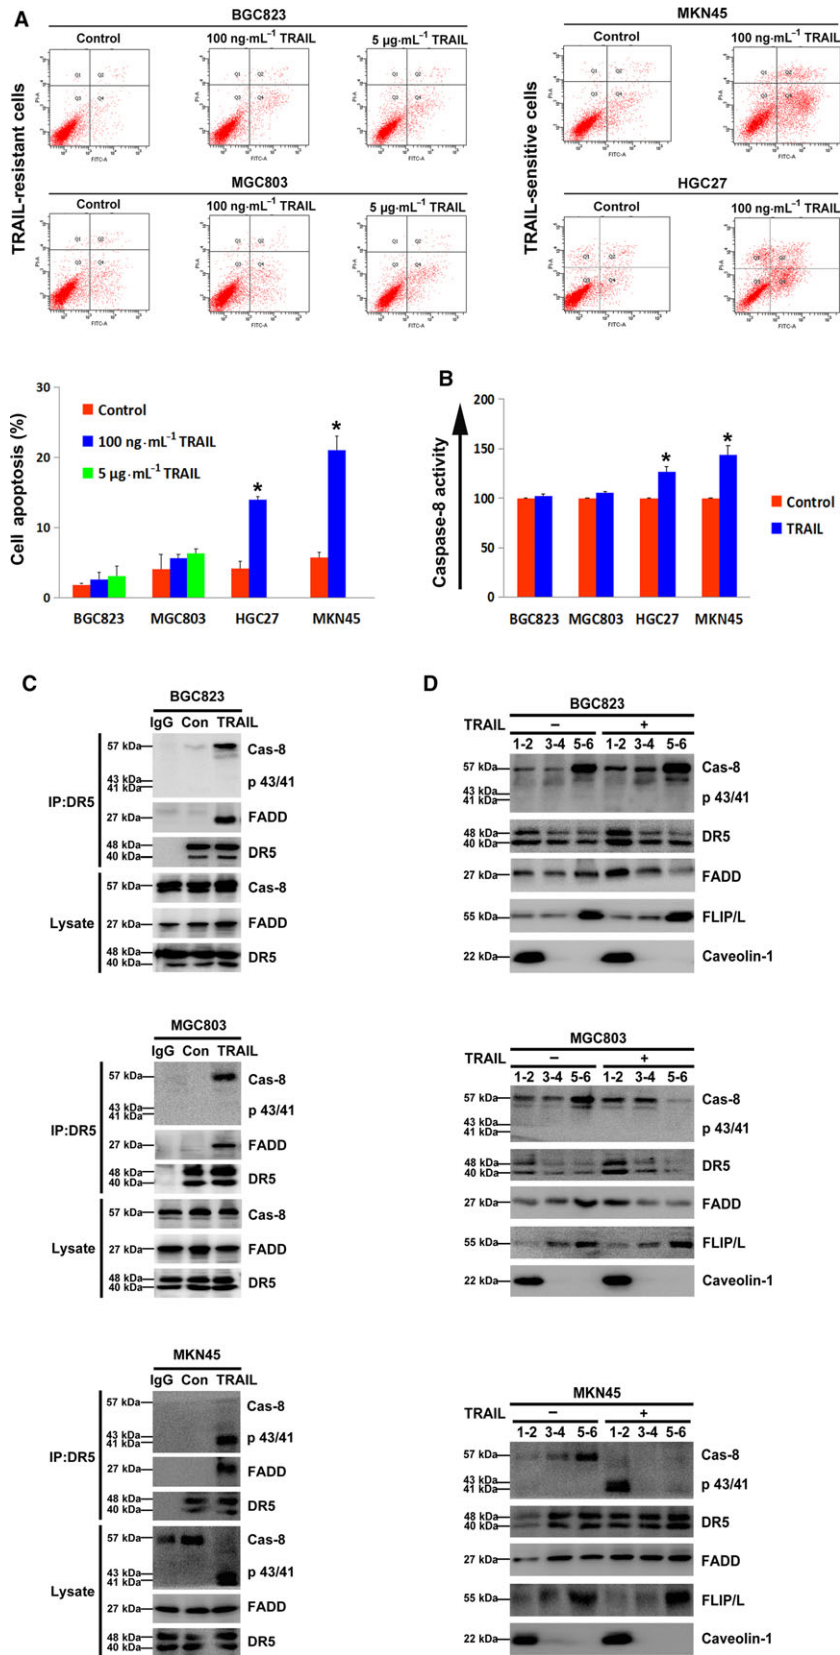 A
BGC823
MKN45
TRAIL-resistant cells
Control
100 ng·mL⁻¹ TRAIL
5 µg·mL⁻¹ TRAIL
TRAIL-sensitive cells
Control
100 ng·mL⁻¹ TRAIL
PI-A
Q1 Q2
Q3 Q4
FITC-A
MGC803
HGC27
Control
100 ng·mL⁻¹ TRAIL
5 µg·mL⁻¹ TRAIL
Control
100 ng·mL⁻¹ TRAIL
PI-A
Q1 Q2
Q3 Q4
FITC-A
Cell apoptosis (%)
30
20
10
0
Control
100 ng·mL⁻¹ TRAIL
5 µg·mL⁻¹ TRAIL
* *
BGC823 MGC803 HGC27 MKN45
B
Caspase-8 activity
200
150
100
50
0
* *
Control
TRAIL
BGC823 MGC803 HGC27 MKN45
C
BGC823
IgG Con TRAIL
IP:DR5
57 kDa Cas-8
43 kDa
41 kDa p 43/41
27 kDa FADD
48 kDa
40 kDa DR5
Lysate
57 kDa Cas-8
27 kDa FADD
48 kDa
40 kDa DR5
MGC803
IgG Con TRAIL
IP:DR5
57 kDa Cas-8
43 kDa
41 kDa p 43/41
27 kDa FADD
48 kDa
40 kDa DR5
Lysate
57 kDa Cas-8
27 kDa FADD
48 kDa
40 kDa DR5
MKN45
IgG Con TRAIL
IP:DR5
57 kDa Cas-8
43 kDa
41 kDa p 43/41
27 kDa FADD
48 kDa
40 kDa DR5
Lysate
57 kDa Cas-8
43 kDa
41 kDa p 43/41
27 kDa FADD
48 kDa
40 kDa DR5
D
BGC823
TRAIL – +
1-2 3-4 5-6 1-2 3-4 5-6
57 kDa Cas-8
43 kDa
41 kDa p 43/41
48 kDa
40 kDa DR5
27 kDa FADD
55 kDa FLIP/L
22 kDa Caveolin-1
MGC803
TRAIL – +
1-2 3-4 5-6 1-2 3-4 5-6
57 kDa Cas-8
43 kDa
41 kDa p 43/41
48 kDa
40 kDa DR5
27 kDa FADD
55 kDa FLIP/L
22 kDa Caveolin-1
MKN45
TRAIL – +
1-2 3-4 5-6 1-2 3-4 5-6
57 kDa Cas-8
43 kDa
41 kDa p 43/41
48 kDa
40 kDa DR5
27 kDa FADD
55 kDa FLIP/L
22 kDa Caveolin-1